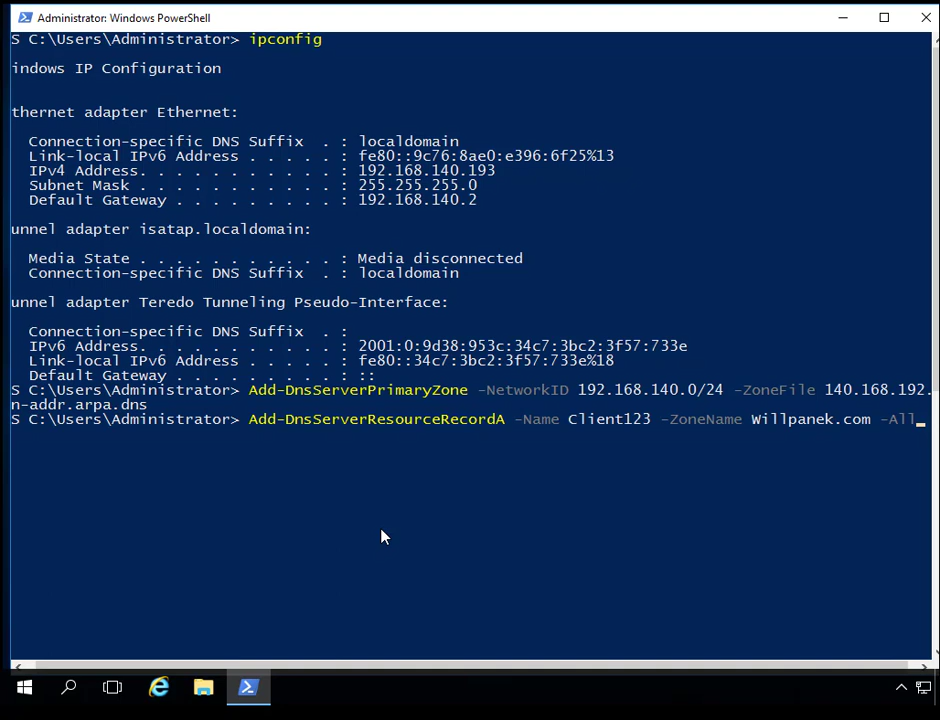 Administrator: Windows PowerShell
S C:\Users\Administrator> ipconfig
indows IP Configuration
thernet adapter Ethernet:
Connection-specific DNS Suffix . : localdomain
Link-local IPv6 Address . . . . . : fe80::9c76:8ae0:e396:6f25%13
IPv4 Address. . . . . . . . . . . : 192.168.140.193
Subnet Mask . . . . . . . . . . . : 255.255.255.0
Default Gateway . . . . . . . . . : 192.168.140.2
unnel adapter isatap.localdomain:
Media State . . . . . . . . . . . : Media disconnected
Connection-specific DNS Suffix . : localdomain
unnel adapter Teredo Tunneling Pseudo-Interface:
Connection-specific DNS Suffix . :
IPv6 Address. . . . . . . . . . . : 2001:0:9d38:953c:34c7:3bc2:3f57:733e
Link-local IPv6 Address . . . . . : fe80::34c7:3bc2:3f57:733e%18
Default Gateway . . . . . . . . . : ::
S C:\Users\Administrator> Add-DnsServerPrimaryZone -NetworkID 192.168.140.0/24 -ZoneFile 140.168.192.
n-addr.arpa.dns
S C:\Users\Administrator> Add-DnsServerResourceRecordA -Name Client123 -ZoneName Willpanek.com -All